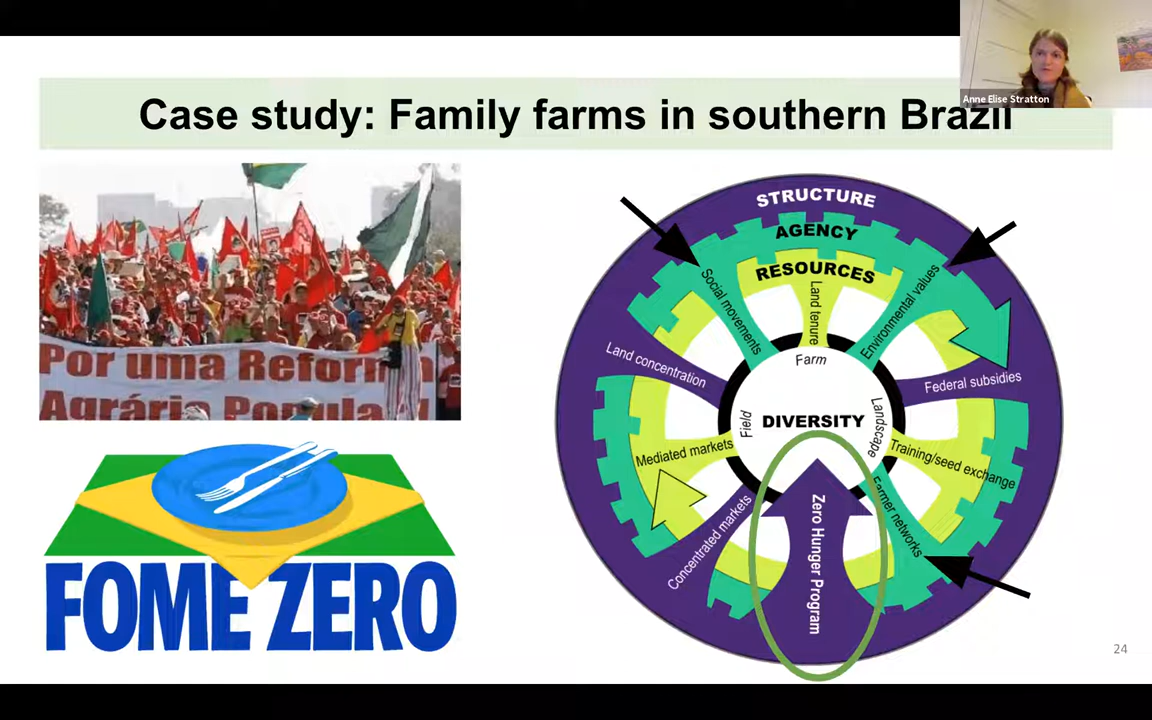 Anne Elise Stratton
Case study: Family farms in southern Brazil
Por uma Reforma
Agrária Popula
FOME ZERO
STRUCTURE
AGENCY
RESOURCES
Social movements
Land tenure
Environmental values
Land concentration
Farm
Federal subsidies
Field
DIVERSITY
Landscape
Mediated markets
Training/seed exchange
Concentrated markets
Zero Hunger Program
Farmer networks
24